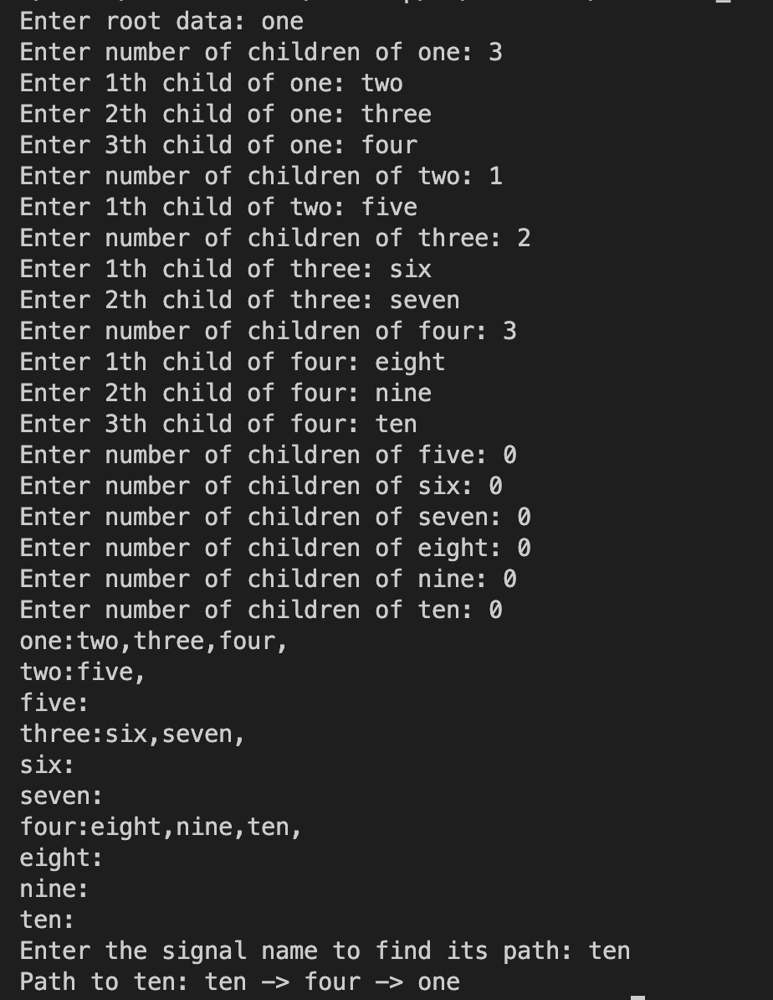 Enter root data: one
Enter number of children of one: 3
Enter 1th child of one: two
Enter 2th child of one: three
Enter 3th child of one: four
Enter number of children of two: 1
Enter 1th child of two: five
Enter number of children of three: 2
Enter 1th child of three: six
Enter 2th child of three: seven
Enter number of children of four: 3
Enter 1th child of four: eight
Enter 2th child of four: nine
Enter 3th child of four: ten
Enter number of children of five: 0
Enter number of children of six: 0
Enter number of children of seven: 0
Enter number of children of eight: 0
Enter number of children of nine: 0
Enter number of children of ten: 0
one:two,three,four,
two:five,
five:
three:six,seven,
six:
seven:
four:eight,nine,ten,
eight:
nine:
ten:
Enter the signal name to find its path: ten
Path to ten: ten -> four -> one